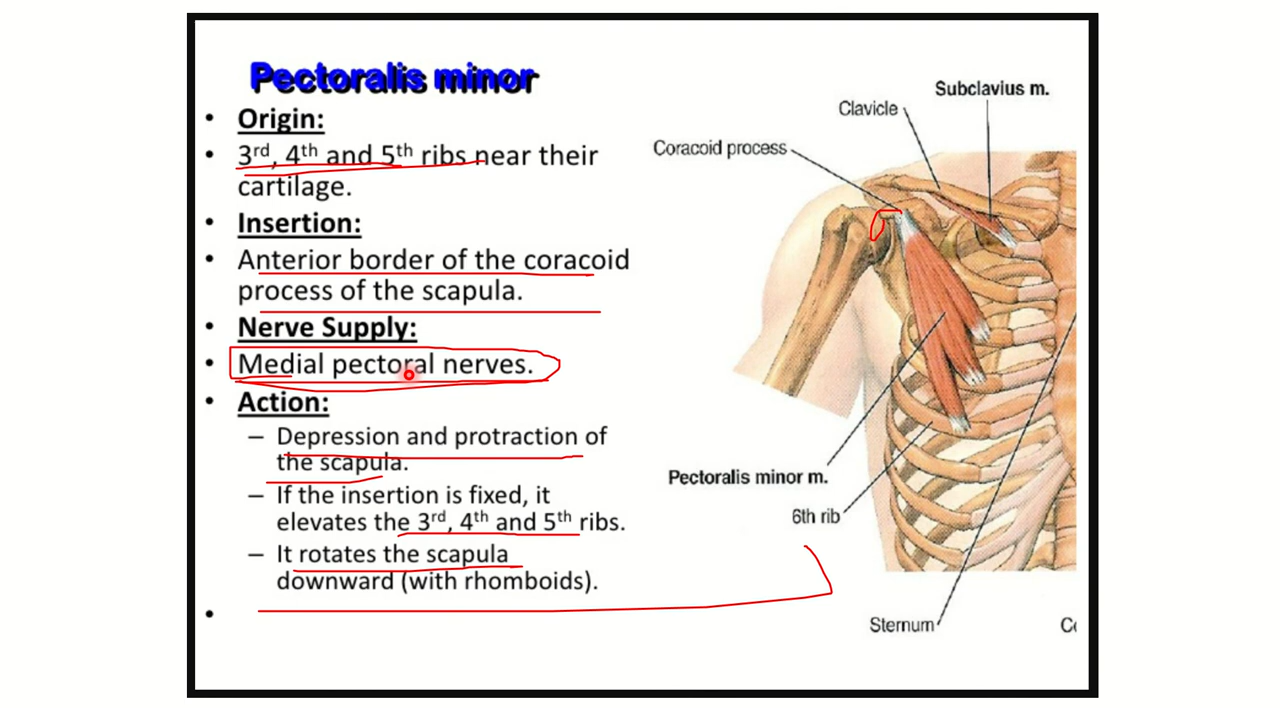 Pectoralis minor
• Origin:
• 3rd, 4th and 5th ribs near their
cartilage.
• Insertion:
• Anterior border of the coracoid
process of the scapula.
• Nerve Supply:
• Medial pectoral nerves.
• Action:
– Depression and protraction of
the scapula.
– If the insertion is fixed, it
elevates the 3rd, 4th and 5th ribs.
– It rotates the scapula
downward (with rhomboids).
•
Subclavius m.
Clavicle
Coracoid process
Pectoralis minor m.
6th rib
Sternum